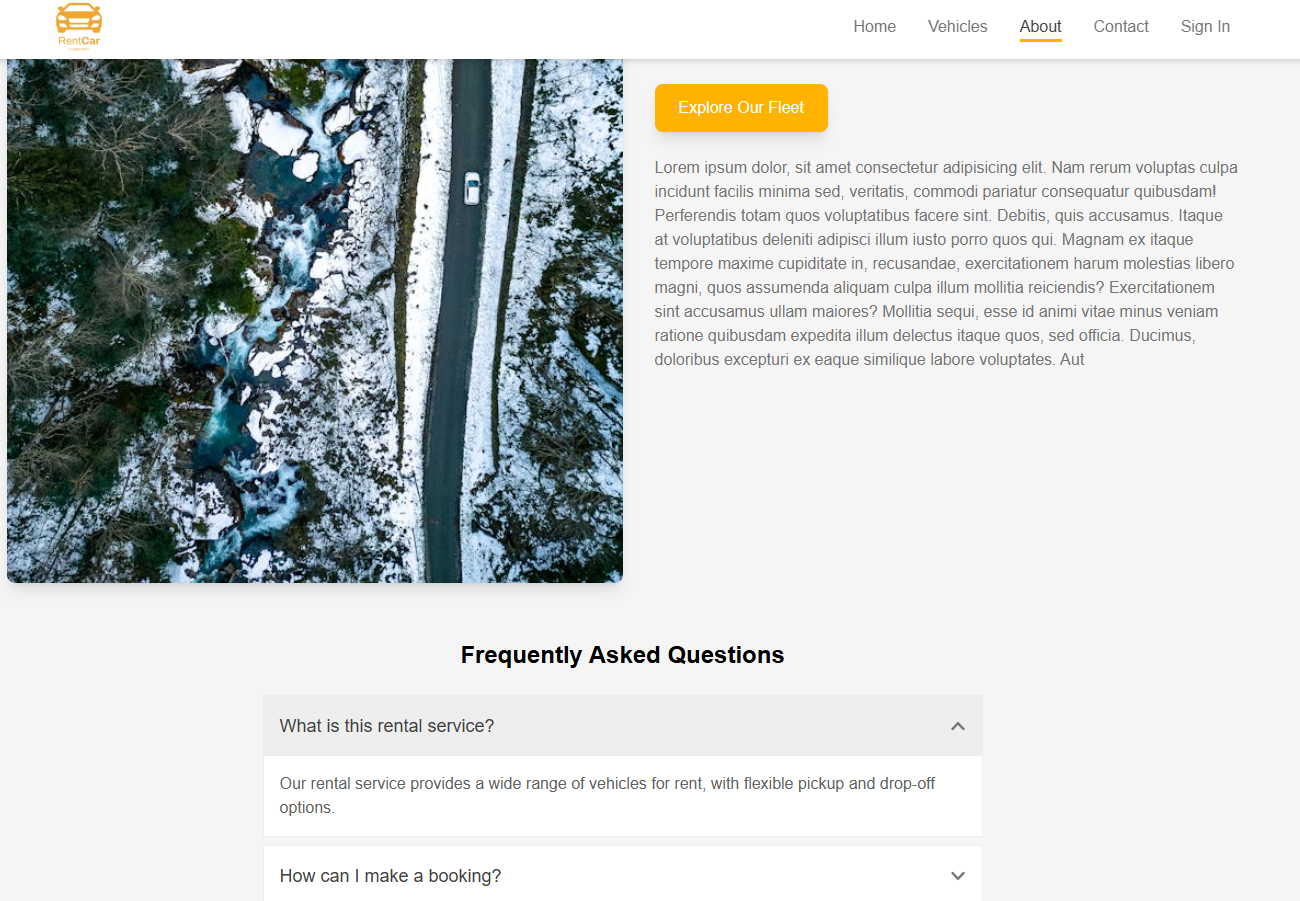 RentCar
Home
Vehicles
About
Contact
Sign In
Explore Our Fleet
Lorem ipsum dolor, sit amet consectetur adipisicing elit. Nam rerum voluptas culpa
incidunt facilis minima sed, veritatis, commodi pariatur consequatur quibusdam!
Perferendis totam quos voluptatibus facere sint. Debitis, quis accusamus. Itaque
at voluptatibus deleniti adipisci illum iusto porro quos qui. Magnam ex itaque
tempore maxime cupiditate in, recusandae, exercitationem harum molestias libero
magni, quos assumenda aliquam culpa illum mollitia reiciendis? Exercitationem
sint accusamus ullam maiores? Mollitia sequi, esse id animi vitae minus veniam
ratione quibusdam expedita illum delectus itaque quos, sed officia. Ducimus,
doloribus excepturi ex eaque similique labore voluptates. Aut
Frequently Asked Questions
What is this rental service?
Our rental service provides a wide range of vehicles for rent, with flexible pickup and drop-off
options.
How can I make a booking?